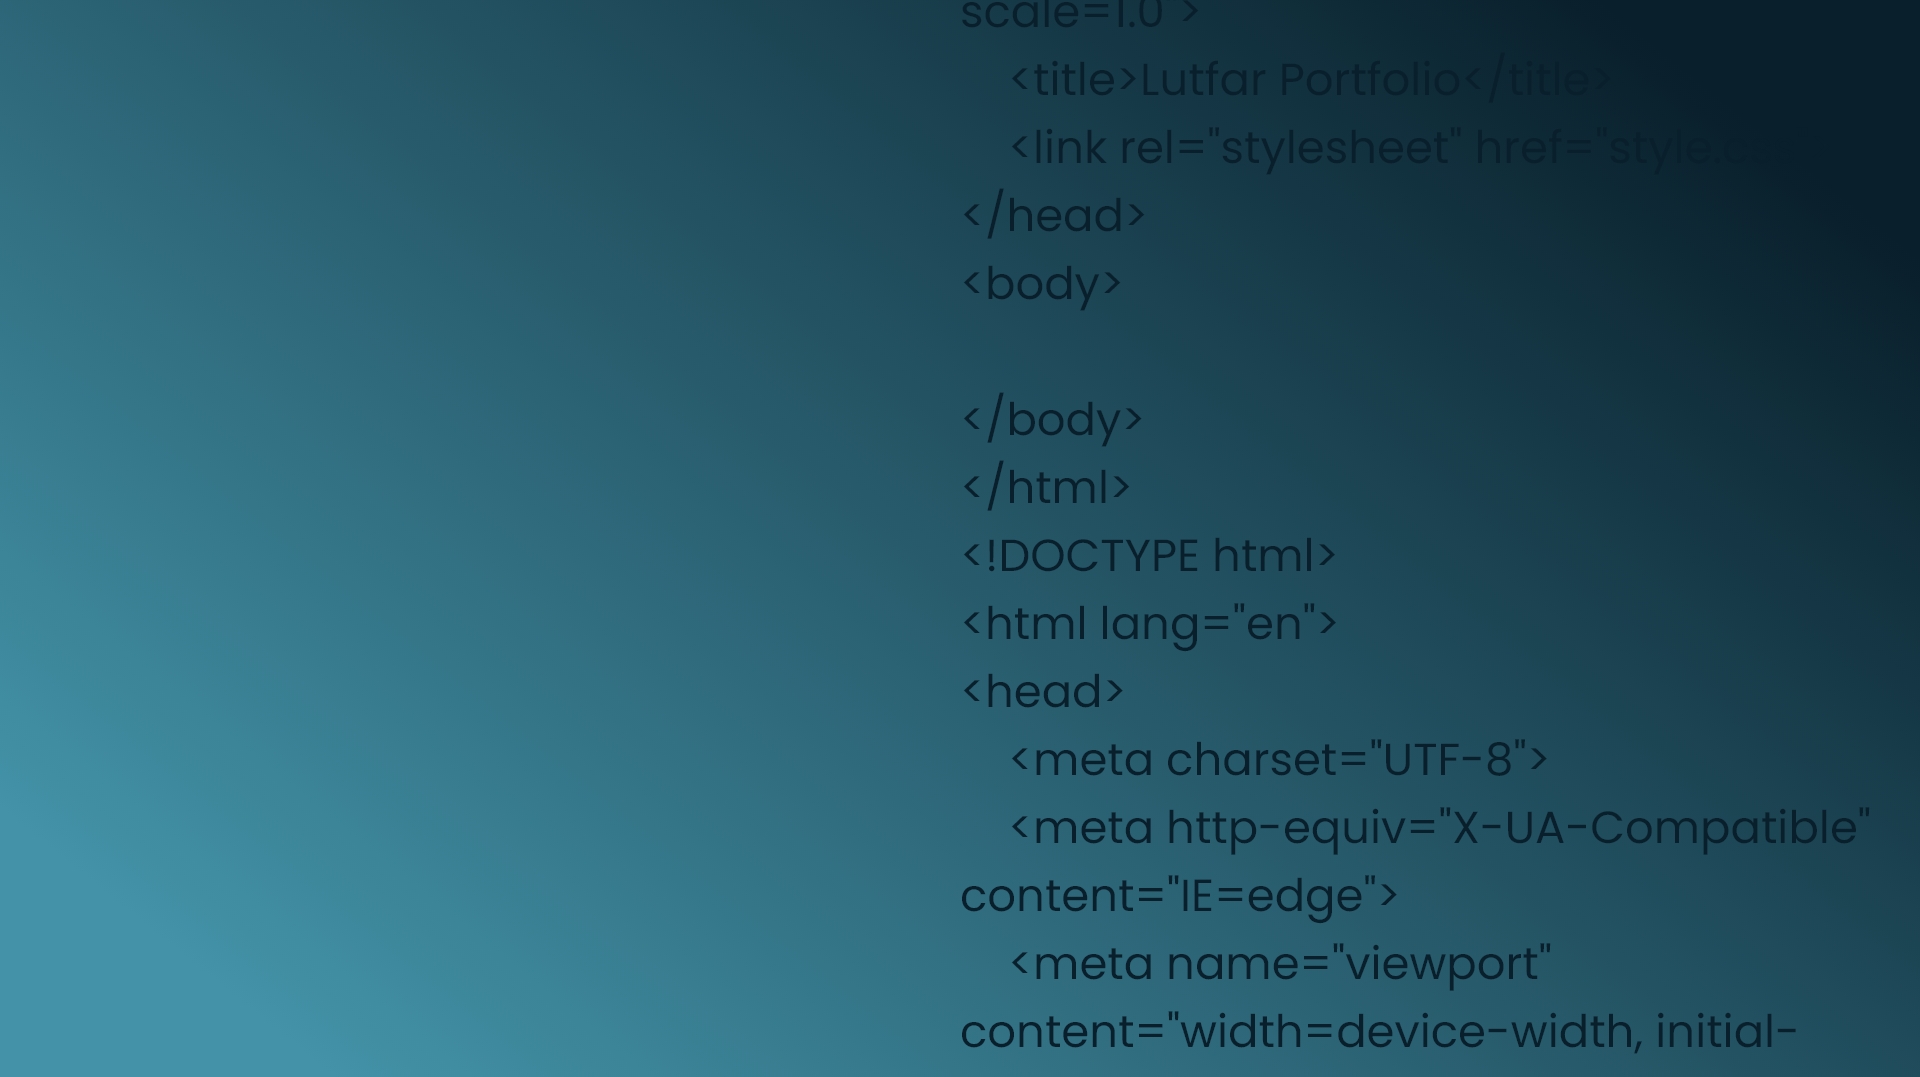 scale=1.0">
<title>Lutfar Portfolio</title>
<link rel="stylesheet" href="style.
</head>
<body>
</body>
</html>
<!DOCTYPE html>
<html lang="en">
<head>
<meta charset="UTF-8">
<meta http-equiv="X-UA-Compatible"
content="IE=edge">
<meta name="viewport"
content="width=device-width, initial-